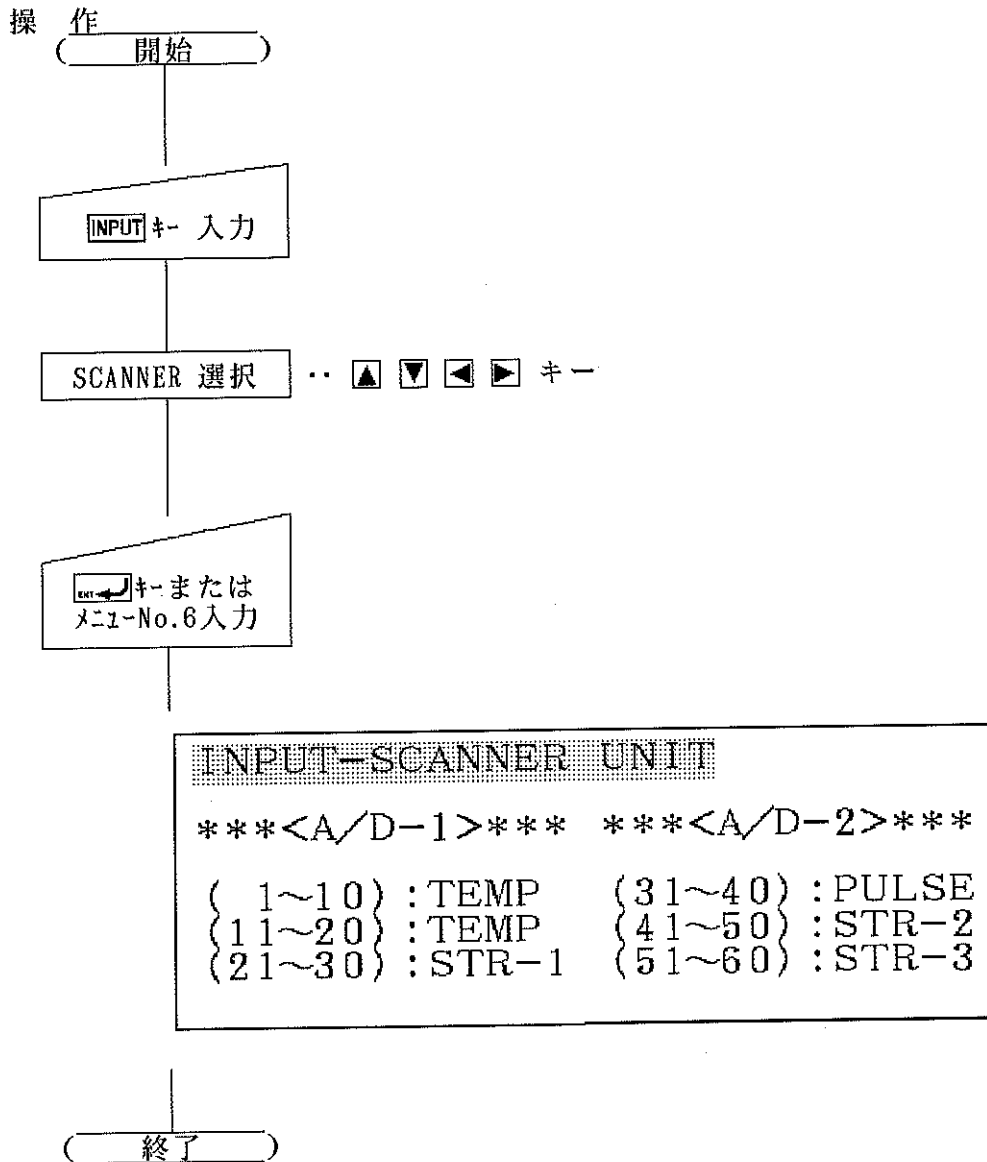 操 作
( 開始 )
INPUT キー 入力
SCANNER 選択 ・・ ▲ ▼ ◀ ▶ キー
ENT キーまたは
メニューNo.6入力
INPUT−SCANNER UNIT
***<A/D−1>*** ***<A/D−2>***
( 1~10):TEMP (31~40):PULSE
(11~20):TEMP (41~50):STR−2
(21~30):STR−1 (51~60):STR−3
( 終了 )